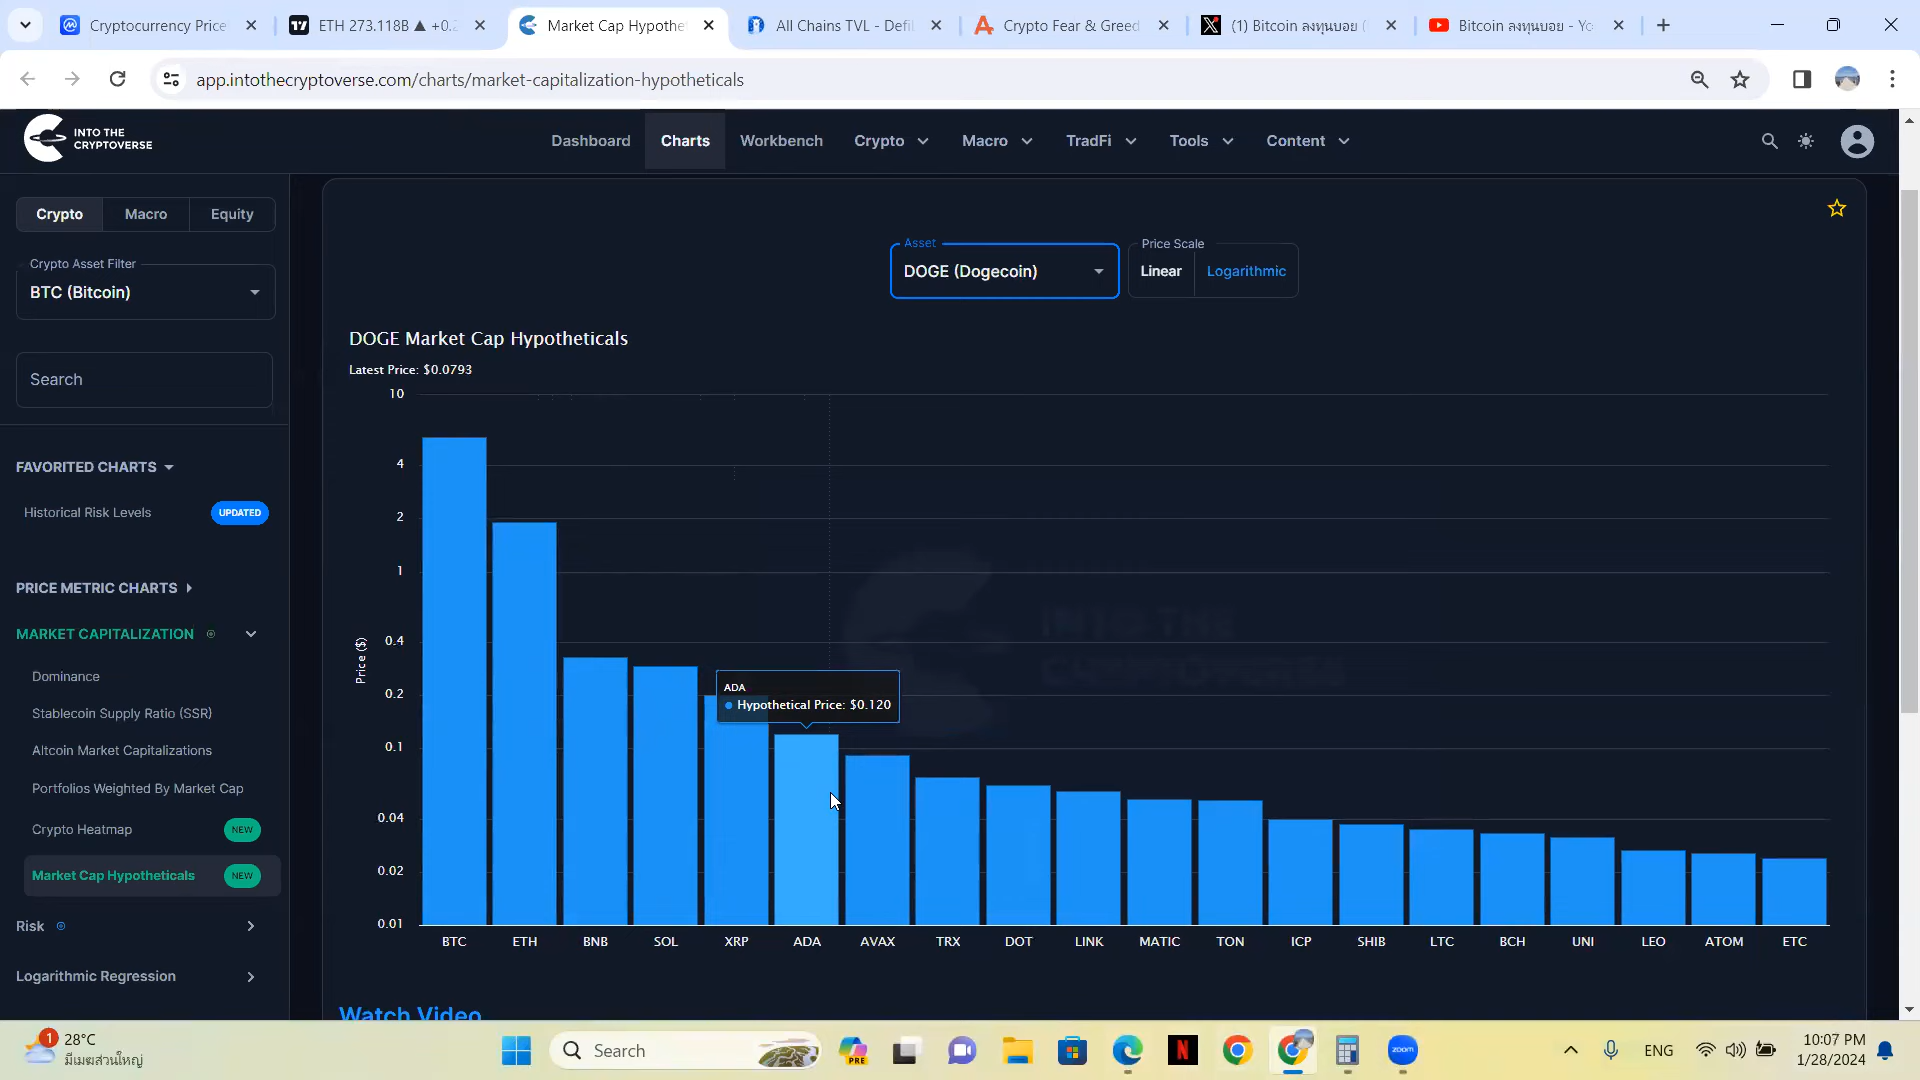 Cryptocurrency Price
ETH 273.118B ▲ +0.2
Market Cap Hypothe
All Chains TVL - Defi
Crypto Fear & Greed
(1) Bitcoin ลงทุนบอย (
Bitcoin ลงทุนบอย - Yo
app.intothecryptoverse.com/charts/market-capitalization-hypotheticals
INTO THE
CRYPTOVERSE
Dashboard
Charts
Workbench
Crypto
Macro
TradFi
Tools
Content
Crypto
Macro
Equity
Crypto Asset Filter
BTC (Bitcoin)
Search
FAVORITED CHARTS
Historical Risk Levels
UPDATED
PRICE METRIC CHARTS
MARKET CAPITALIZATION
Dominance
Stablecoin Supply Ratio (SSR)
Altcoin Market Capitalizations
Portfolios Weighted By Market Cap
Crypto Heatmap
NEW
Market Cap Hypotheticals
NEW
Risk
Logarithmic Regression
Asset
DOGE (Dogecoin)
Price Scale
Linear
Logarithmic
DOGE Market Cap Hypotheticals
Latest Price: $0.0793
Price ($)
10
4
2
1
0.4
0.2
0.1
0.04
0.02
0.01
INTO THE
CRYPTOVERSE
ADA
Hypothetical Price: $0.120
BTC
ETH
BNB
SOL
XRP
ADA
AVAX
TRX
DOT
LINK
MATIC
TON
ICP
SHIB
LTC
BCH
UNI
LEO
ATOM
ETC
Watch Video
1
28°C
มีเมฆส่วนใหญ่
Search
PRE
N
zoom
ENG
10:07 PM
1/28/2024